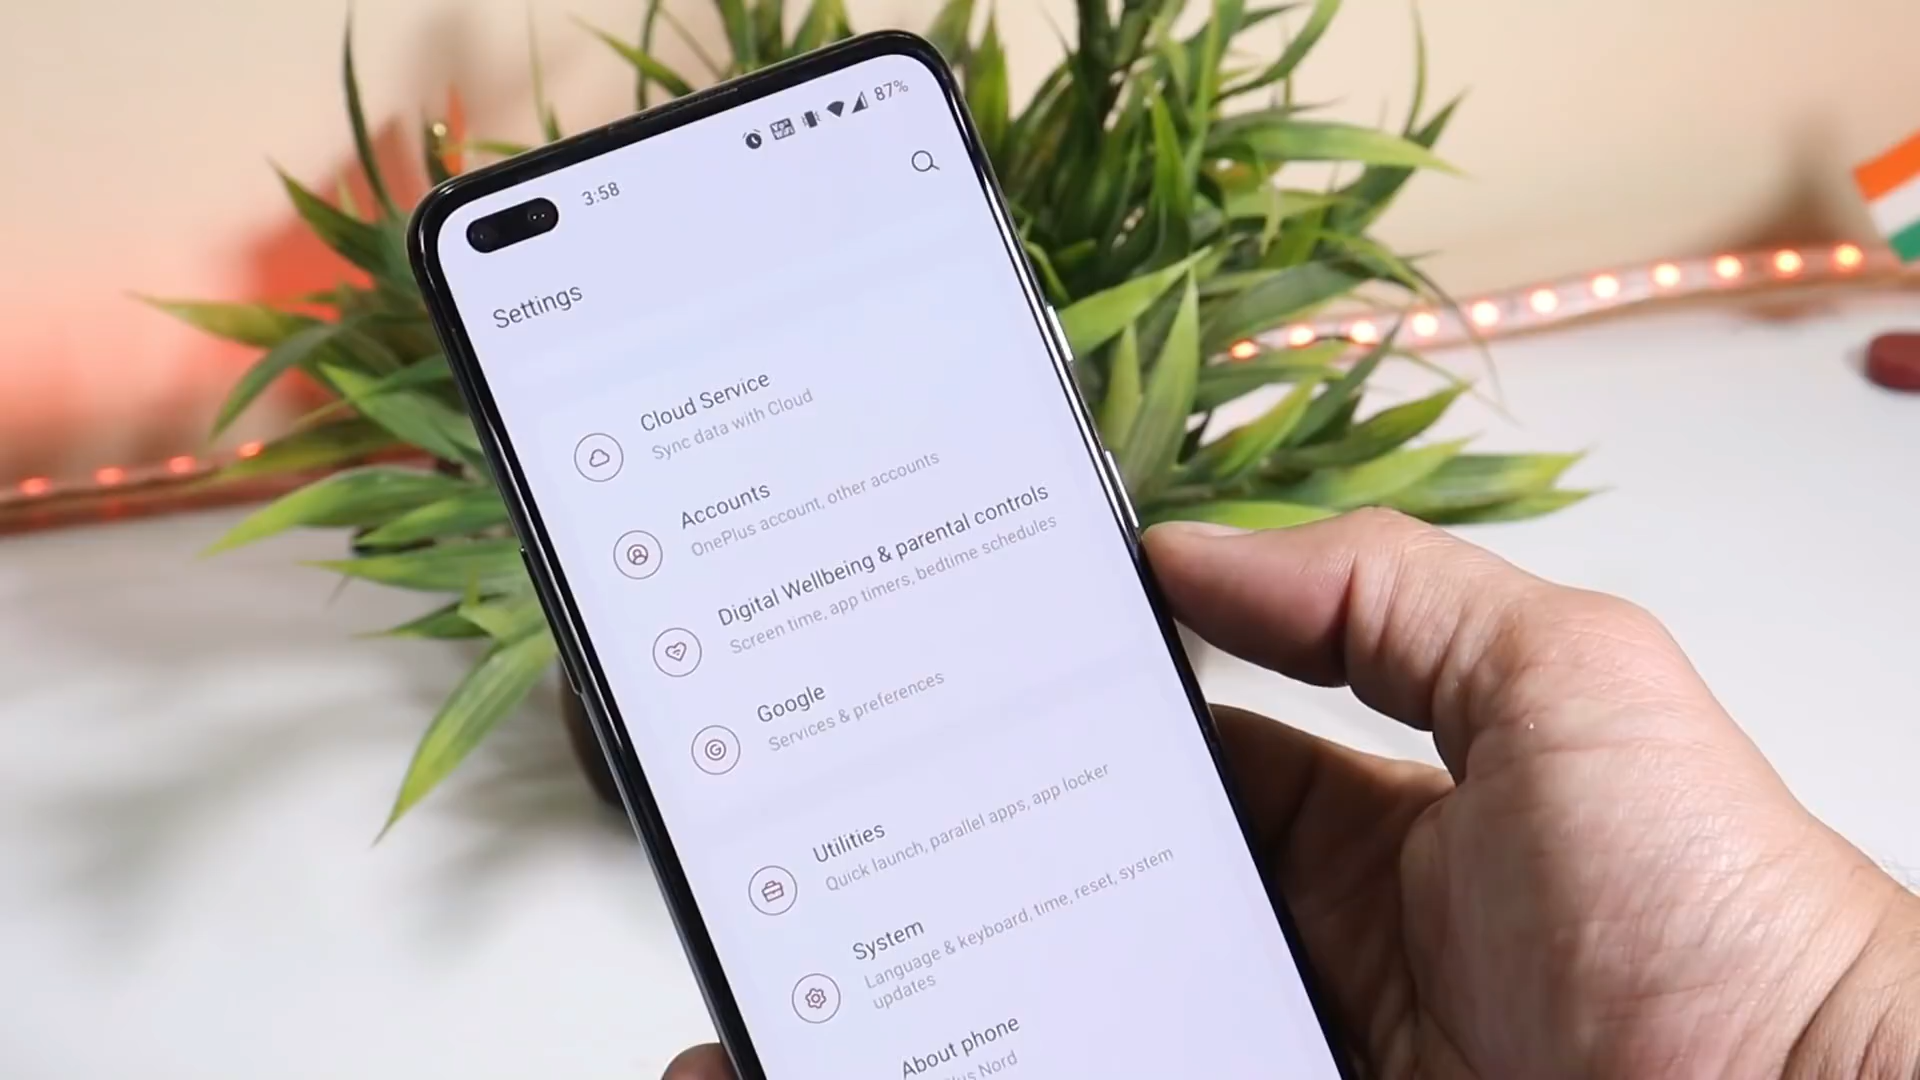 3:58
87%
Settings
Cloud Service
Sync data with Cloud
Accounts
OnePlus account, other accounts
Digital Wellbeing & parental controls
Screen time, app timers, bedtime schedules
Google
Services & preferences
Utilities
Quick launch, parallel apps, app locker
System
Language & keyboard, time, reset, system
updates
About phone
Nord